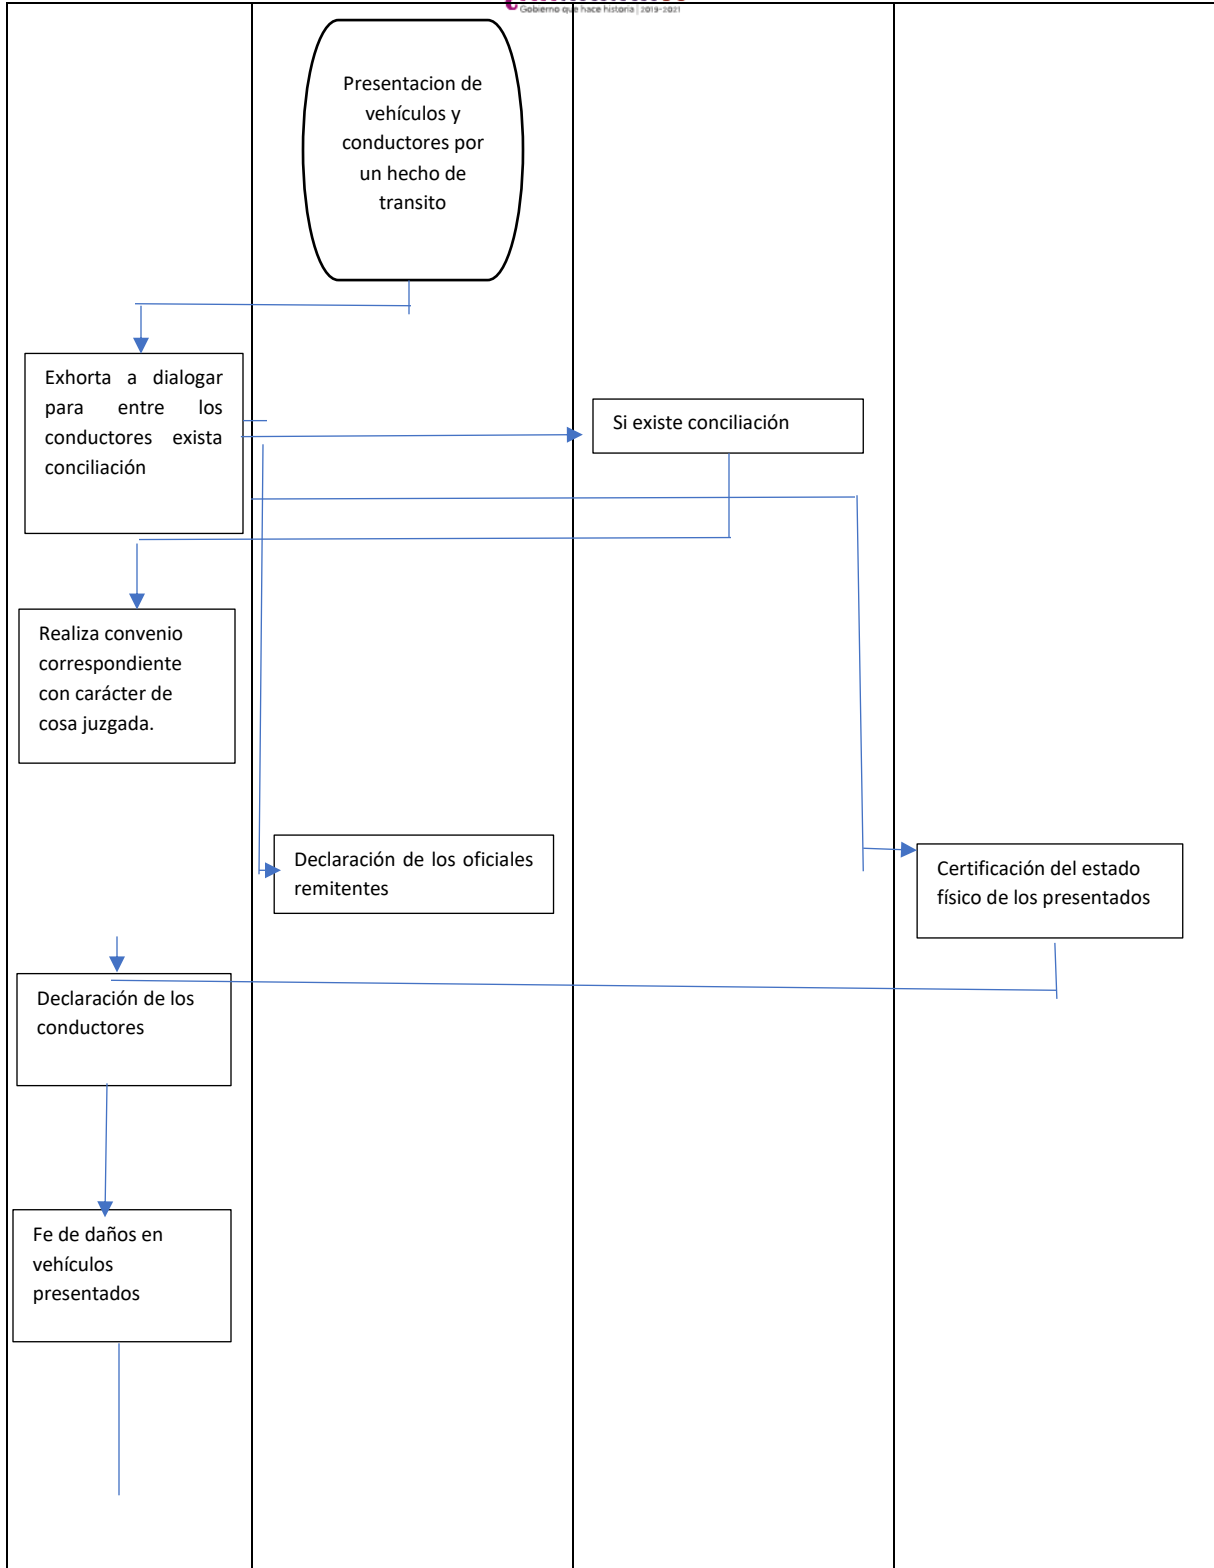 Gobierno que hace historia | 2019-2021
Presentacion de
vehículos y
conductores por
un hecho de
transito
Exhorta a dialogar
para entre los
conductores exista
conciliación
Si existe conciliación
Realiza convenio
correspondiente
con carácter de
cosa juzgada.
Declaración de los oficiales
remitentes
Certificación del estado
físico de los presentados
Declaración de los
conductores
Fe de daños en
vehículos
presentados